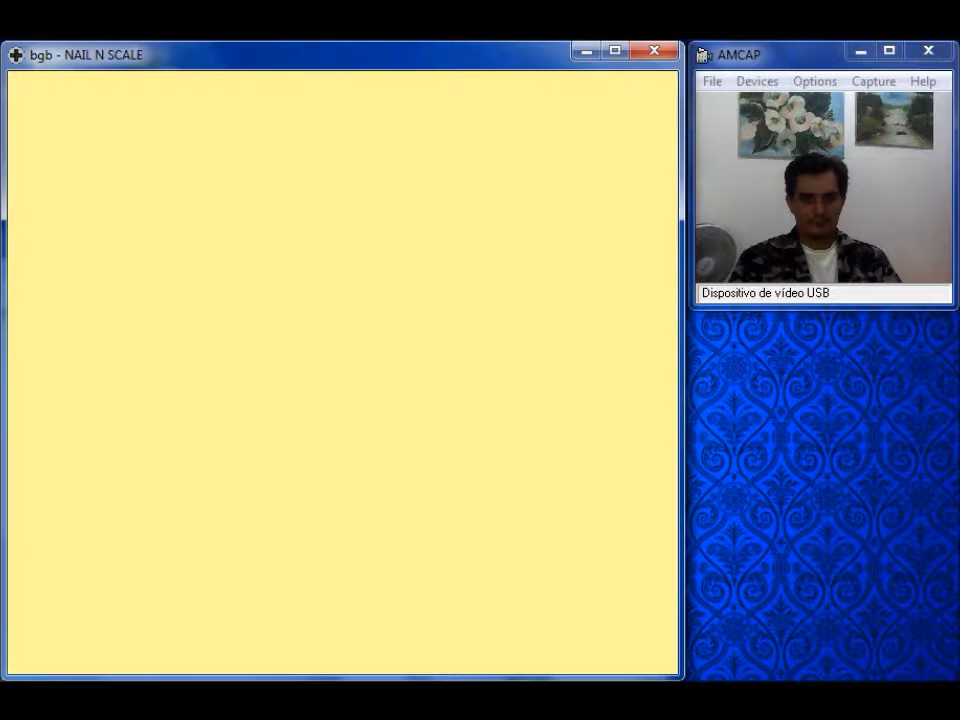 bgb - NAIL N SCALE
AMCAP
File Devices Options Capture Help
Dispositivo de vídeo USB